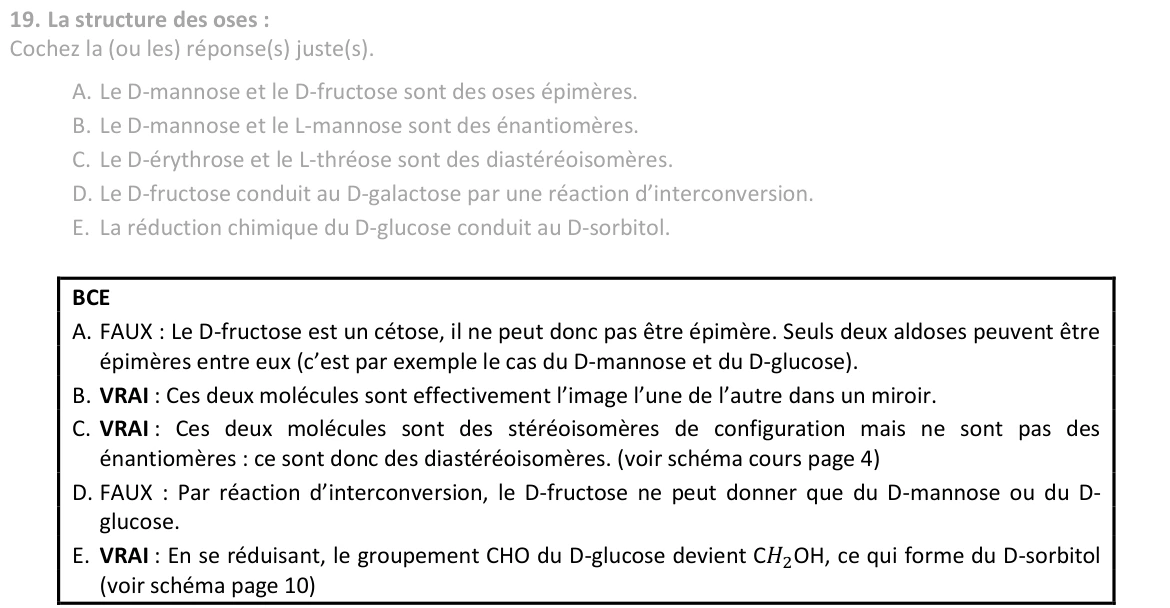 19. La structure des oses :
Cochez la (ou les) réponse(s) juste(s).
A. Le D-mannose et le D-fructose sont des oses épimères.
B. Le D-mannose et le L-mannose sont des énantiomères.
C. Le D-érythrose et le L-thréose sont des diastéréoisomères.
D. Le D-fructose conduit au D-galactose par une réaction d’interconversion.
E. La réduction chimique du D-glucose conduit au D-sorbitol.
BCE
A. FAUX : Le D-fructose est un cétose, il ne peut donc pas être épimère. Seuls deux aldoses peuvent être
épimères entre eux (c’est par exemple le cas du D-mannose et du D-glucose).
B. VRAI : Ces deux molécules sont effectivement l’image l’une de l’autre dans un miroir.
C. VRAI : Ces deux molécules sont des stéréoisomères de configuration mais ne sont pas des
énantiomères : ce sont donc des diastéréoisomères. (voir schéma cours page 4)
D. FAUX : Par réaction d’interconversion, le D-fructose ne peut donner que du D-mannose ou du D-
glucose.
E. VRAI : En se réduisant, le groupement CHO du D-glucose devient CH₂OH, ce qui forme du D-sorbitol
(voir schéma page 10)